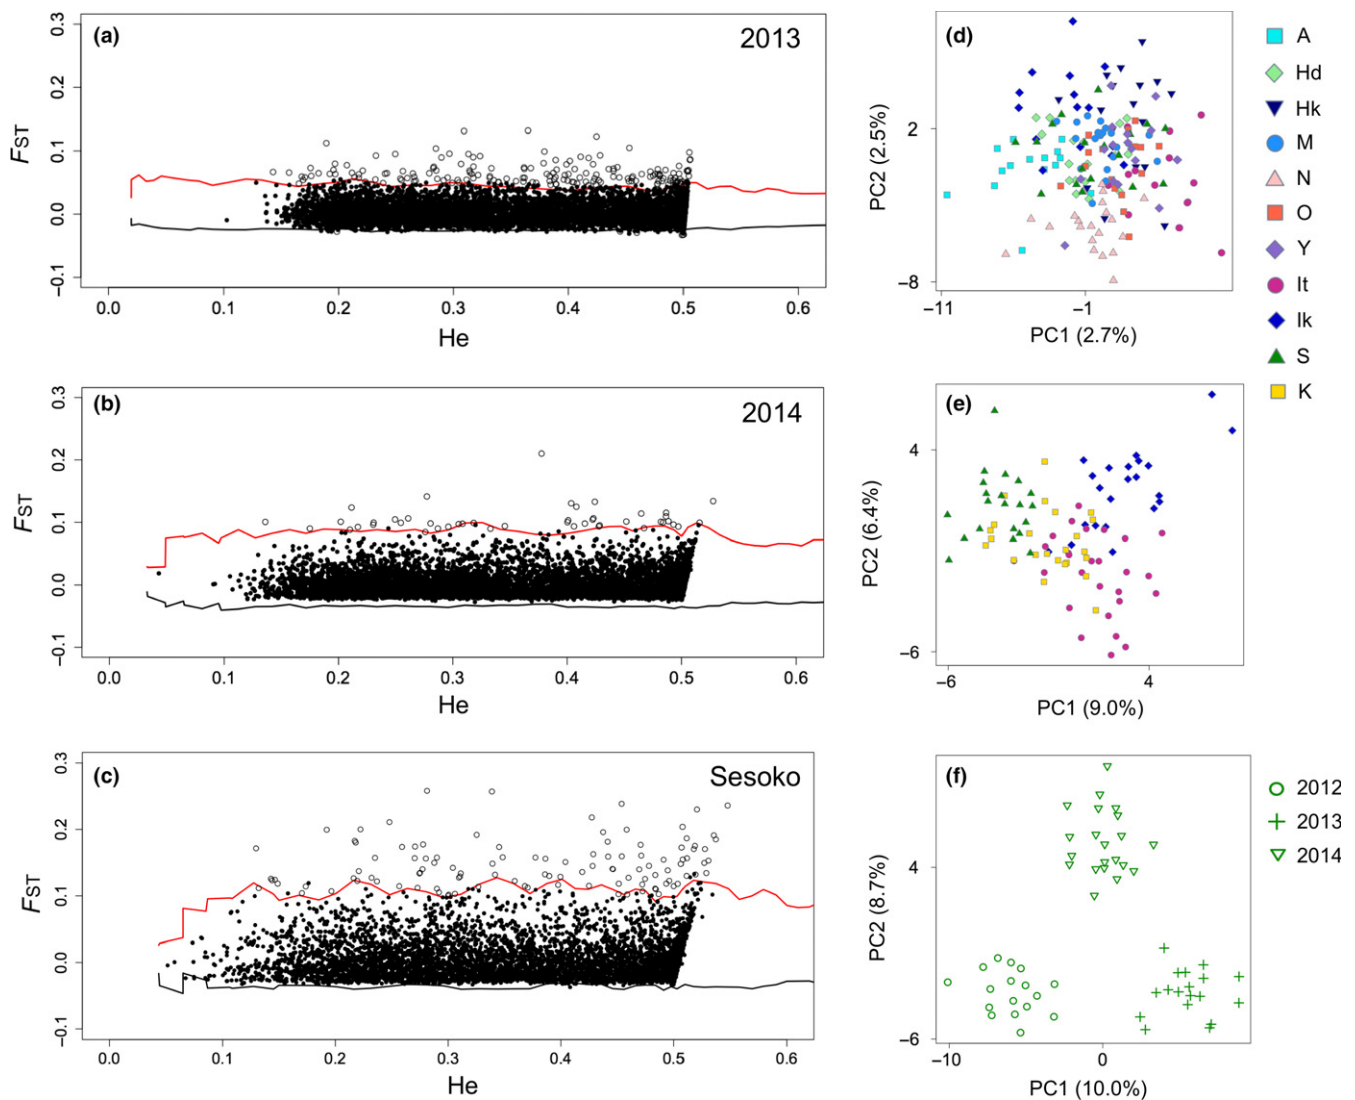 (a)
2013
FST
0.3
0.2
0.1
0.0
−0.1
0.0
0.1
0.2
0.3
0.4
0.5
0.6
He
(b)
2014
FST
0.3
0.2
0.1
0.0
−0.1
0.0
0.1
0.2
0.3
0.4
0.5
0.6
He
(c)
Sesoko
FST
0.3
0.2
0.1
0.0
−0.1
0.0
0.1
0.2
0.3
0.4
0.5
0.6
He
(d)
PC2 (2.5%)
2
−8
−11
−1
PC1 (2.7%)
A
Hd
Hk
M
N
O
Y
It
Ik
S
K
(e)
PC2 (6.4%)
4
−6
−6
4
PC1 (9.0%)
(f)
PC2 (8.7%)
4
−6
−10
0
PC1 (10.0%)
2012
2013
2014